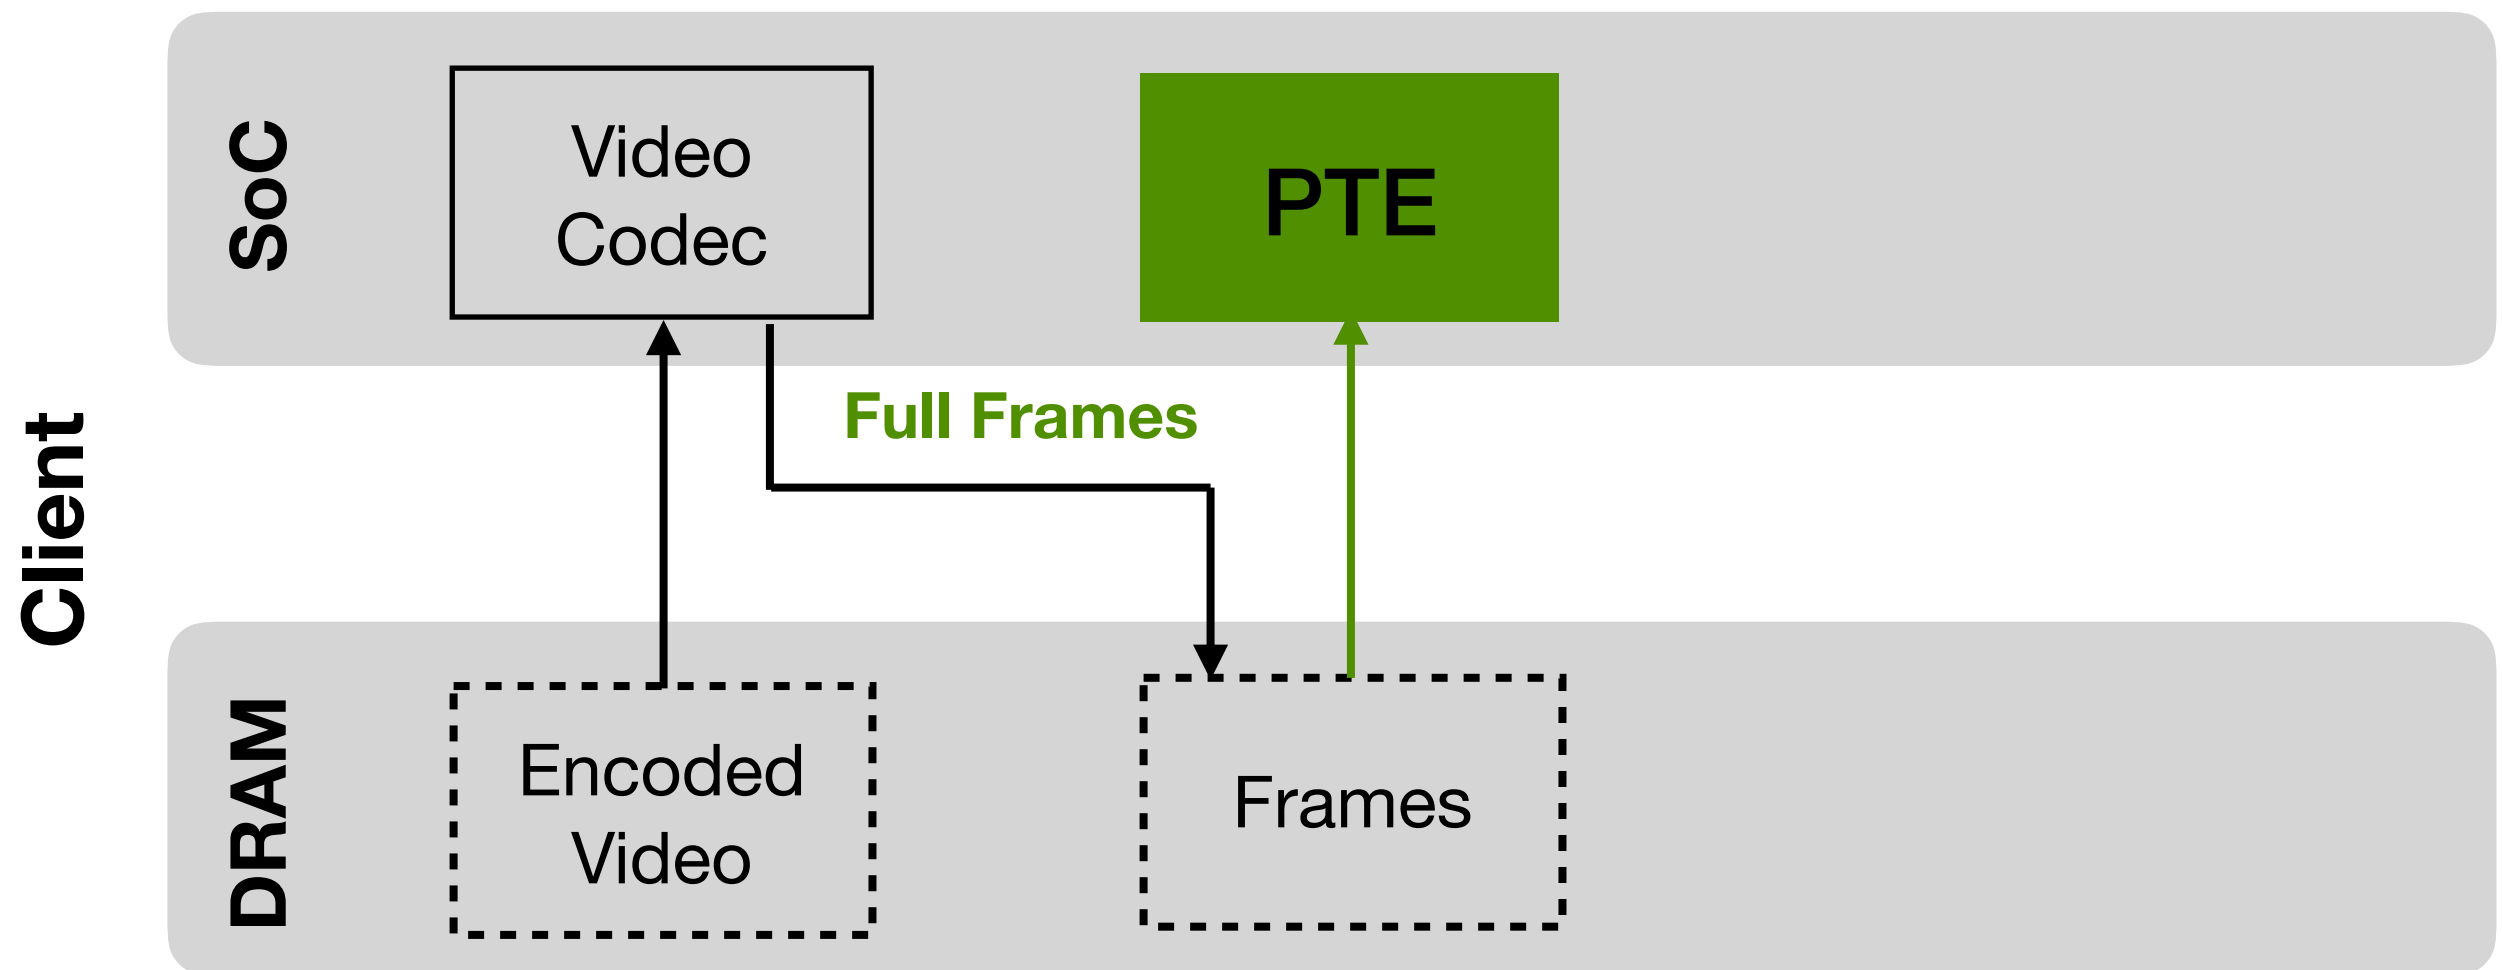 Client
SoC
Video
Codec
PTE
Full Frames
DRAM
Encoded
Video
Frames